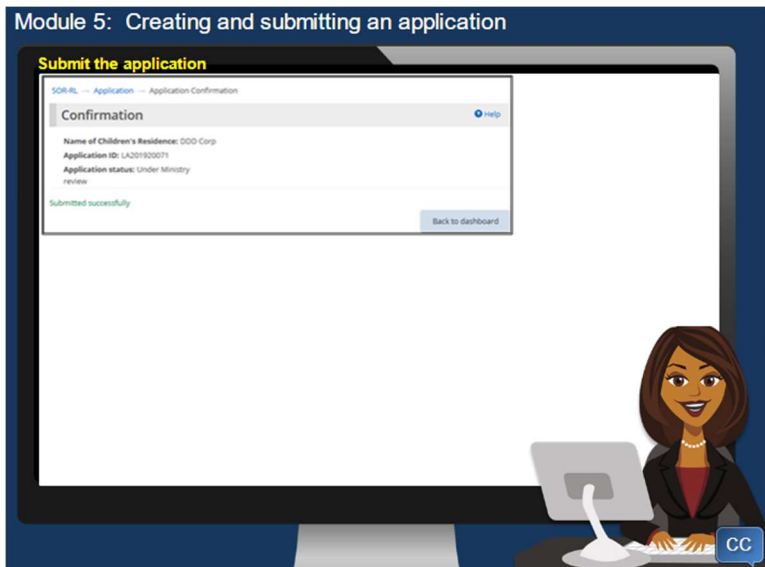 Module 5: Creating and submitting an application
Submit the application
SOR-RL → Application → Application Confirmation
Confirmation
Help
Name of Children's Residence: DDD Corp
Application ID: LA201920071
Application status: Under Ministry
review
Submitted successfully
Back to dashboard
CC